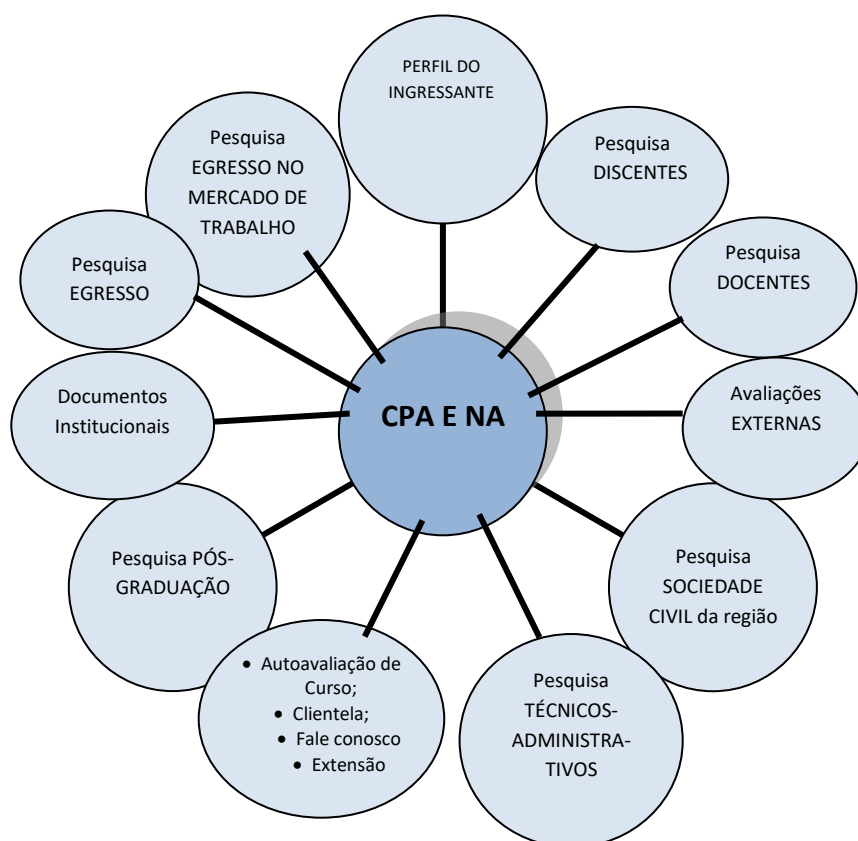 PERFIL DO
INGRESSANTE
Pesquisa
DISCENTES
Pesquisa
DOCENTES
Avaliações
EXTERNAS
Pesquisa
SOCIEDADE
CIVIL da região
Pesquisa
TÉCNICOS-
ADMINISTRA-
TIVOS
• Autoavaliação de
Curso;
• Clientela;
• Fale conosco
• Extensão
Pesquisa PÓS-
GRADUAÇÃO
Documentos
Institucionais
Pesquisa
EGRESSO
Pesquisa
EGRESSO NO
MERCADO DE
TRABALHO
CPA E NA